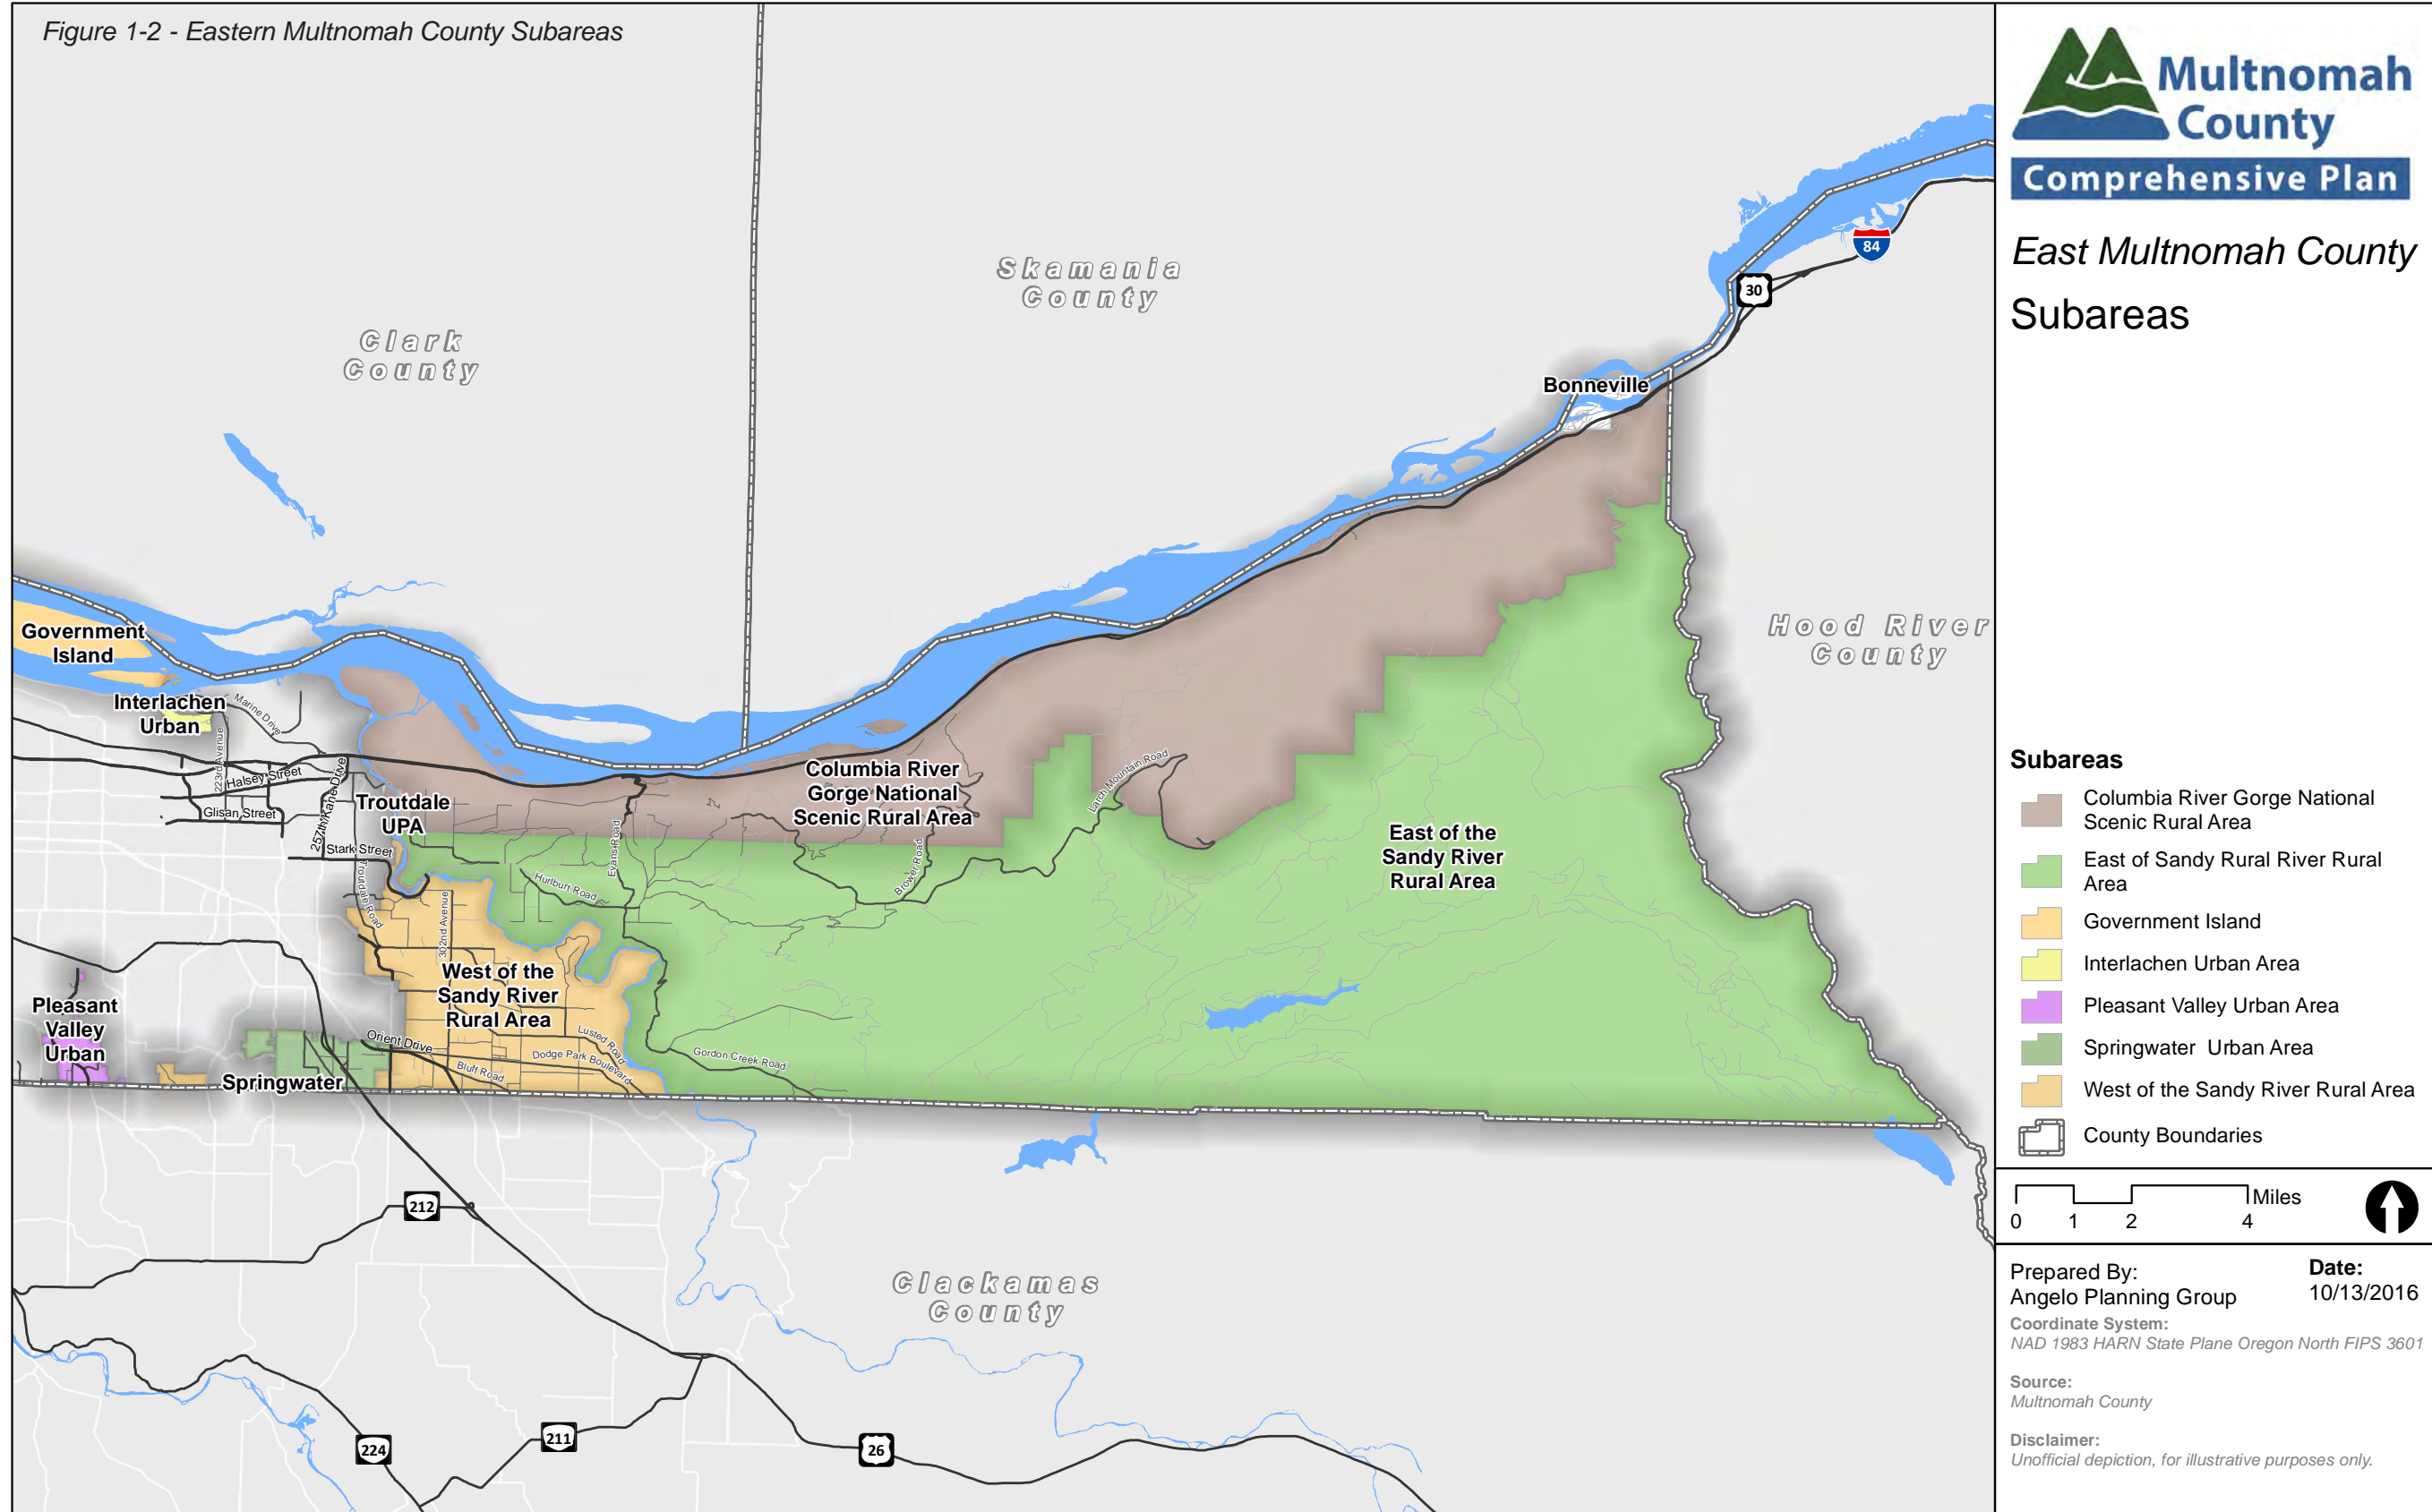 Figure 1-2 - Eastern Multnomah County Subareas
Multnomah
County
Comprehensive Plan
East Multnomah County
Subareas
Skamania
County
Clark
County
84
30
Bonneville
Hood River
County
Government
Island
Interlachen
Urban
Marine Drive
223rd Avenue
Halsey Street
Glisan Street
257th/Kane Drive
Stark Street
Troutdale
UPA
Troutdale Road
Columbia River
Gorge National
Scenic Rural Area
Larch Mountain Road
Evans Road
Brower Road
Hurlburt Road
302nd Avenue
East of the
Sandy River
Rural Area
West of the
Sandy River
Rural Area
Pleasant
Valley
Urban
Springwater
Orient Drive
Bluff Road
Lusted Road
Dodge Park Boulevard
Gordon Creek Road
212
Clackamas
County
224
211
26
Subareas
Columbia River Gorge National
Scenic Rural Area
East of Sandy Rural River Rural
Area
Government Island
Interlachen Urban Area
Pleasant Valley Urban Area
Springwater  Urban Area
West of the Sandy River Rural Area
County Boundaries
Miles
0 1 2 4
Prepared By:
Angelo Planning Group
Date:
10/13/2016
Coordinate System:
NAD 1983 HARN State Plane Oregon North FIPS 3601
Source:
Multnomah County
Disclaimer:
Unofficial depiction, for illustrative purposes only.